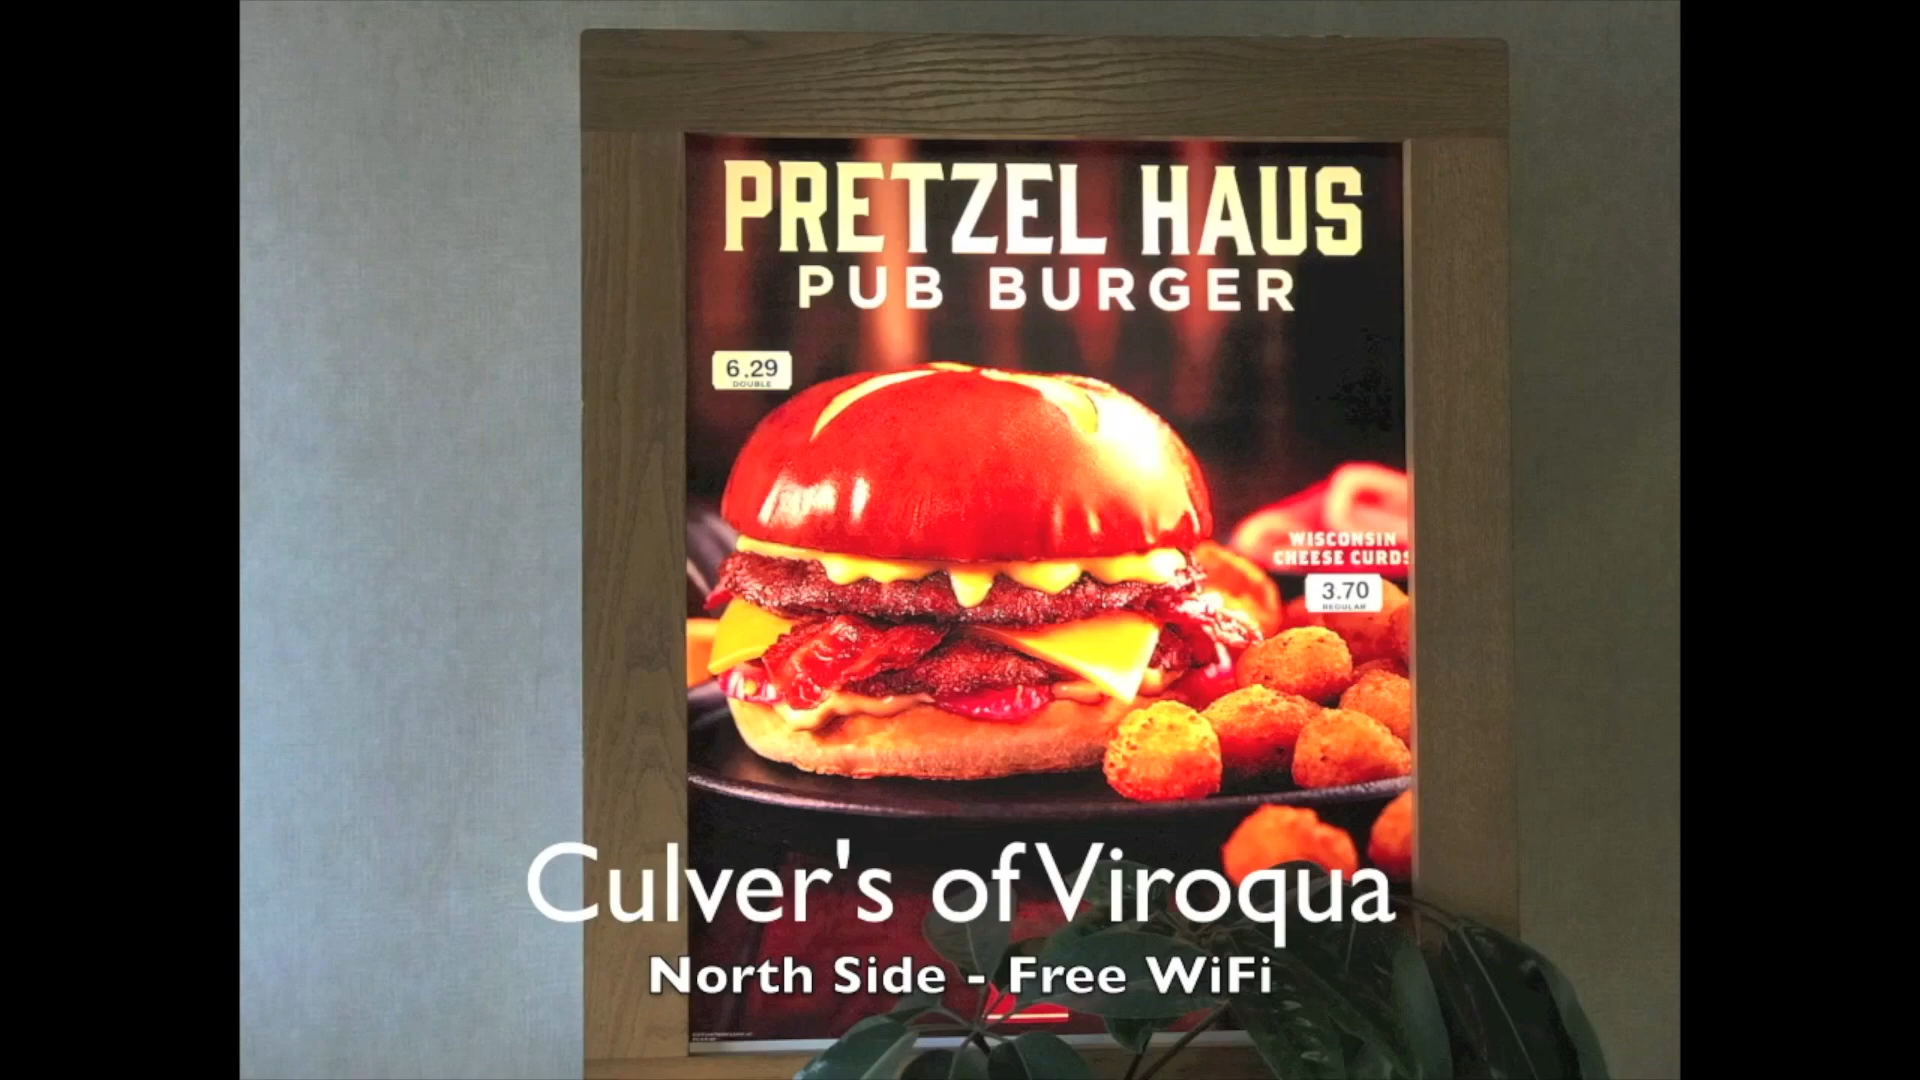 PRETZEL HAUS
PUB BURGER
6.29
DOUBLE
WISCONSIN
CHEESE CURDS
3.70
REGULAR
Culver's of Viroqua
North Side - Free WiFi